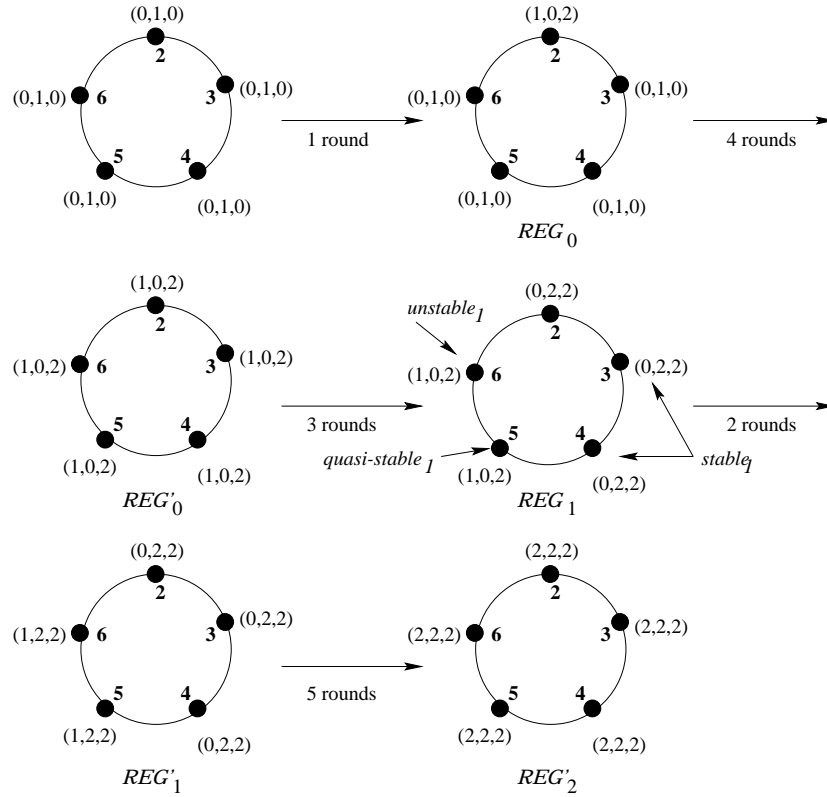 (0,1,0)
2
(0,1,0) 6
3 (0,1,0)
5 4
(0,1,0) (0,1,0)
1 round
(1,0,2)
2
(0,1,0) 6
3 (0,1,0)
5 4
(0,1,0) (0,1,0)
REG0
4 rounds
(1,0,2)
2
(1,0,2) 6
3 (1,0,2)
5 4
(1,0,2) (1,0,2)
REG'0
3 rounds
unstable1
(0,2,2)
2
(1,0,2) 6
3 (0,2,2)
5 4
quasi-stable1
stable1
(1,0,2) (0,2,2)
REG1
2 rounds
(0,2,2)
2
(1,2,2) 6
3 (0,2,2)
5 4
(1,2,2) (0,2,2)
REG'1
5 rounds
(2,2,2)
2
(2,2,2) 6
3 (2,2,2)
5 4
(2,2,2) (2,2,2)
REG'2